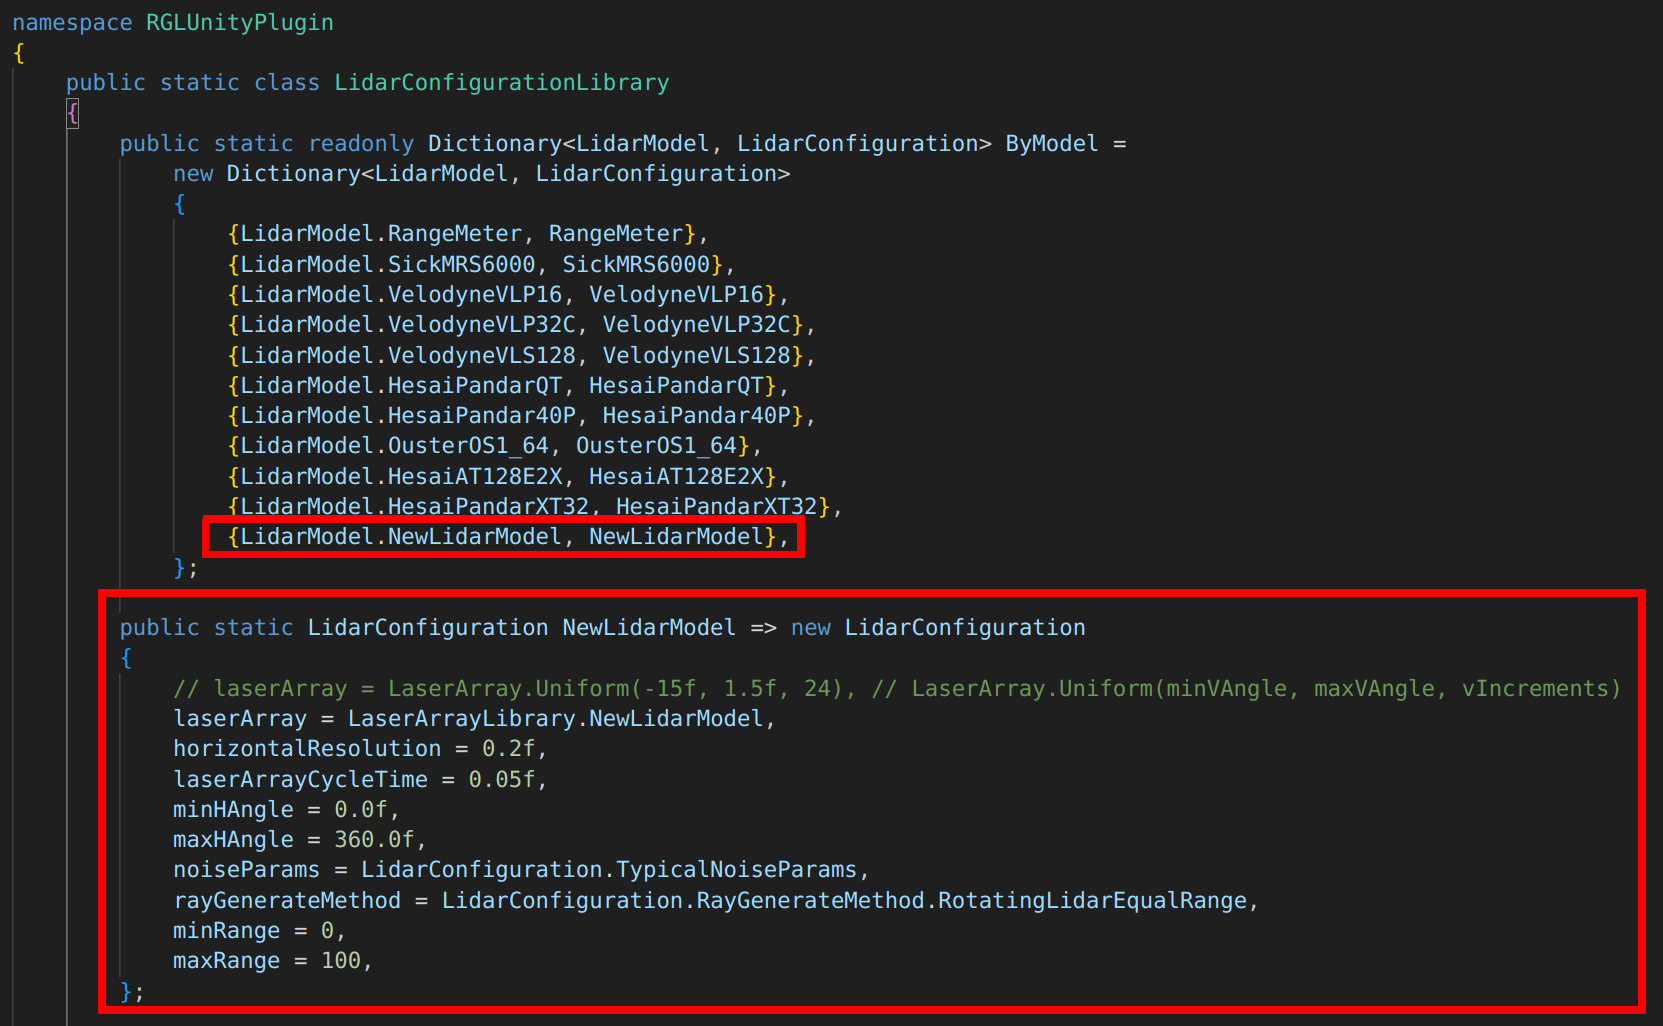 namespace RGLUnityPlugin
{
public static class LidarConfigurationLibrary
{
public static readonly Dictionary<LidarModel, LidarConfiguration> ByModel =
new Dictionary<LidarModel, LidarConfiguration>
{
{LidarModel.RangeMeter, RangeMeter},
{LidarModel.SickMRS6000, SickMRS6000},
{LidarModel.VelodyneVLP16, VelodyneVLP16},
{LidarModel.VelodyneVLP32C, VelodyneVLP32C},
{LidarModel.VelodyneVLS128, VelodyneVLS128},
{LidarModel.HesaiPandarQT, HesaiPandarQT},
{LidarModel.HesaiPandar40P, HesaiPandar40P},
{LidarModel.OusterOS1_64, OusterOS1_64},
{LidarModel.HesaiAT128E2X, HesaiAT128E2X},
{LidarModel.HesaiPandarXT32, HesaiPandarXT32},
{LidarModel.NewLidarModel, NewLidarModel},
};
public static LidarConfiguration NewLidarModel => new LidarConfiguration
{
// laserArray = LaserArray.Uniform(-15f, 1.5f, 24), // LaserArray.Uniform(minVAngle, maxVAngle, vIncrements)
laserArray = LaserArrayLibrary.NewLidarModel,
horizontalResolution = 0.2f,
laserArrayCycleTime = 0.05f,
minHAngle = 0.0f,
maxHAngle = 360.0f,
noiseParams = LidarConfiguration.TypicalNoiseParams,
rayGenerateMethod = LidarConfiguration.RayGenerateMethod.RotatingLidarEqualRange,
minRange = 0,
maxRange = 100,
};